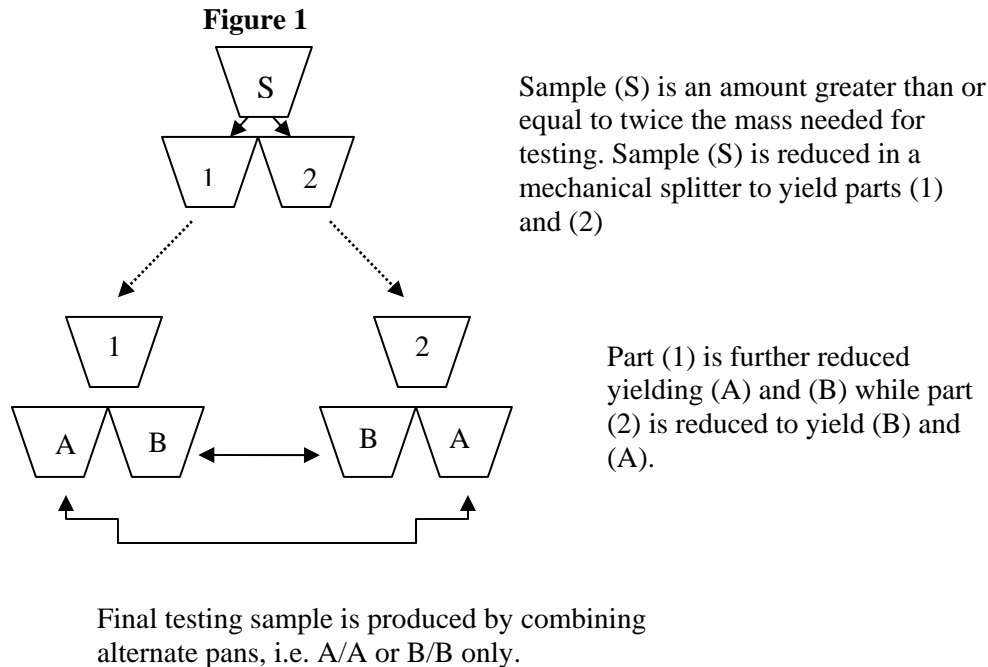 Figure 1
S
Sample (S) is an amount greater than or
equal to twice the mass needed for
testing. Sample (S) is reduced in a
mechanical splitter to yield parts (1)
and (2)
1 2
1 2
Part (1) is further reduced
yielding (A) and (B) while part
(2) is reduced to yield (B) and
(A).
A B B A
Final testing sample is produced by combining
alternate pans, i.e. A/A or B/B only.